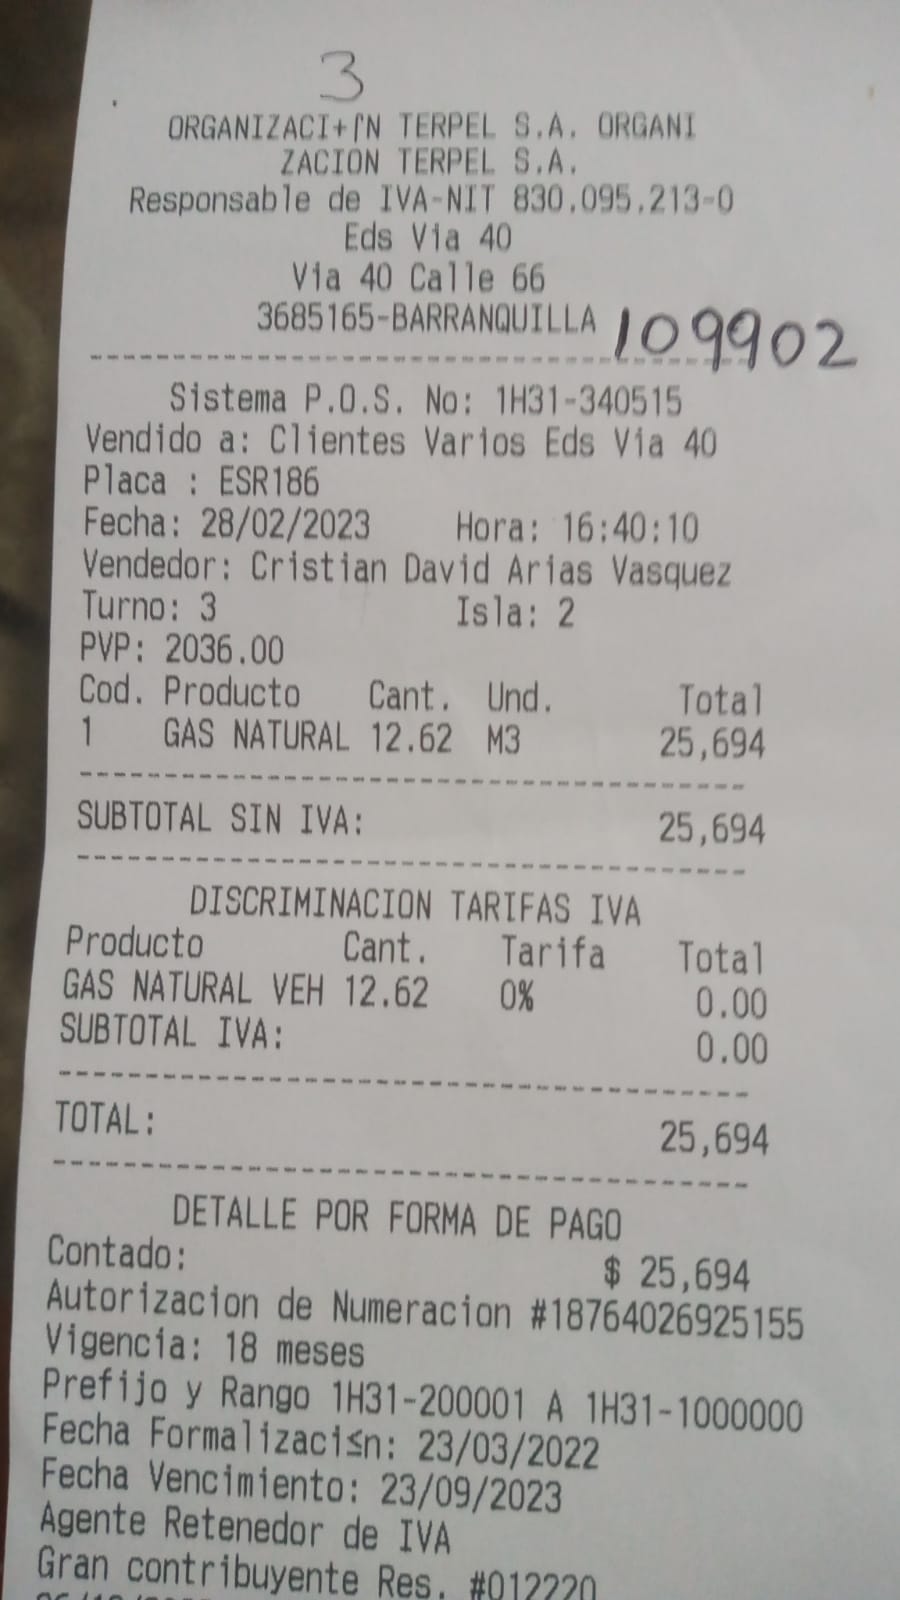 3
ORGANIZACI+⌠N TERPEL S.A. ORGANI
ZACION TERPEL S.A.
Responsable de IVA-NIT 830.095.213-0
Eds Via 40
Via 40 Calle 66
3685165-BARRANQUILLA 109902
Sistema P.O.S. No: 1H31-340515
Vendido a: Clientes Varios Eds Via 40
Placa : ESR186
Fecha: 28/02/2023 Hora: 16:40:10
Vendedor: Cristian David Arias Vasquez
Turno: 3 Isla: 2
PVP: 2036.00
Cod. Producto Cant. Und. Total
1 GAS NATURAL 12.62 M3 25,694
SUBTOTAL SIN IVA: 25,694
DISCRIMINACION TARIFAS IVA
Producto Cant. Tarifa Total
GAS NATURAL VEH 12.62 0% 0.00
SUBTOTAL IVA: 0.00
TOTAL: 25,694
DETALLE POR FORMA DE PAGO
Contado: $ 25,694
Autorizacion de Numeracion #18764026925155
Vigencia: 18 meses
Prefijo y Rango 1H31-200001 A 1H31-1000000
Fecha Formalizaci≤n: 23/03/2022
Fecha Vencimiento: 23/09/2023
Agente Retenedor de IVA
Gran contribuyente Res. #012220